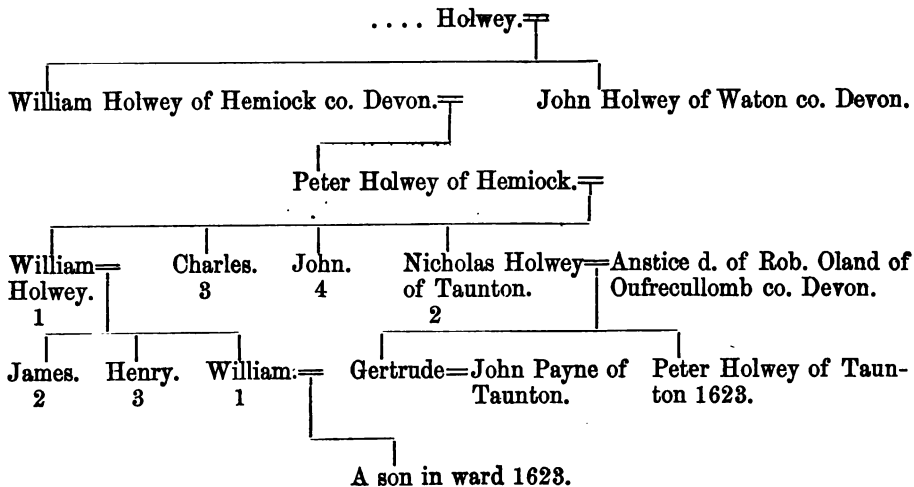 .... Holwey.=
William Holwey of Hemiock co. Devon.= John Holwey of Waton co. Devon.
Peter Holwey of Hemiock.=
William= Charles. John. Nicholas Holwey=Anstice d. of Rob. Oland of
Holwey. 3 4 of Taunton. Oufrecullomb co. Devon.
1 2
James. Henry. William.= Gertrude=John Payne of Peter Holwey of Taun-
2 3 1 Taunton. ton 1623.
A son in ward 1623.